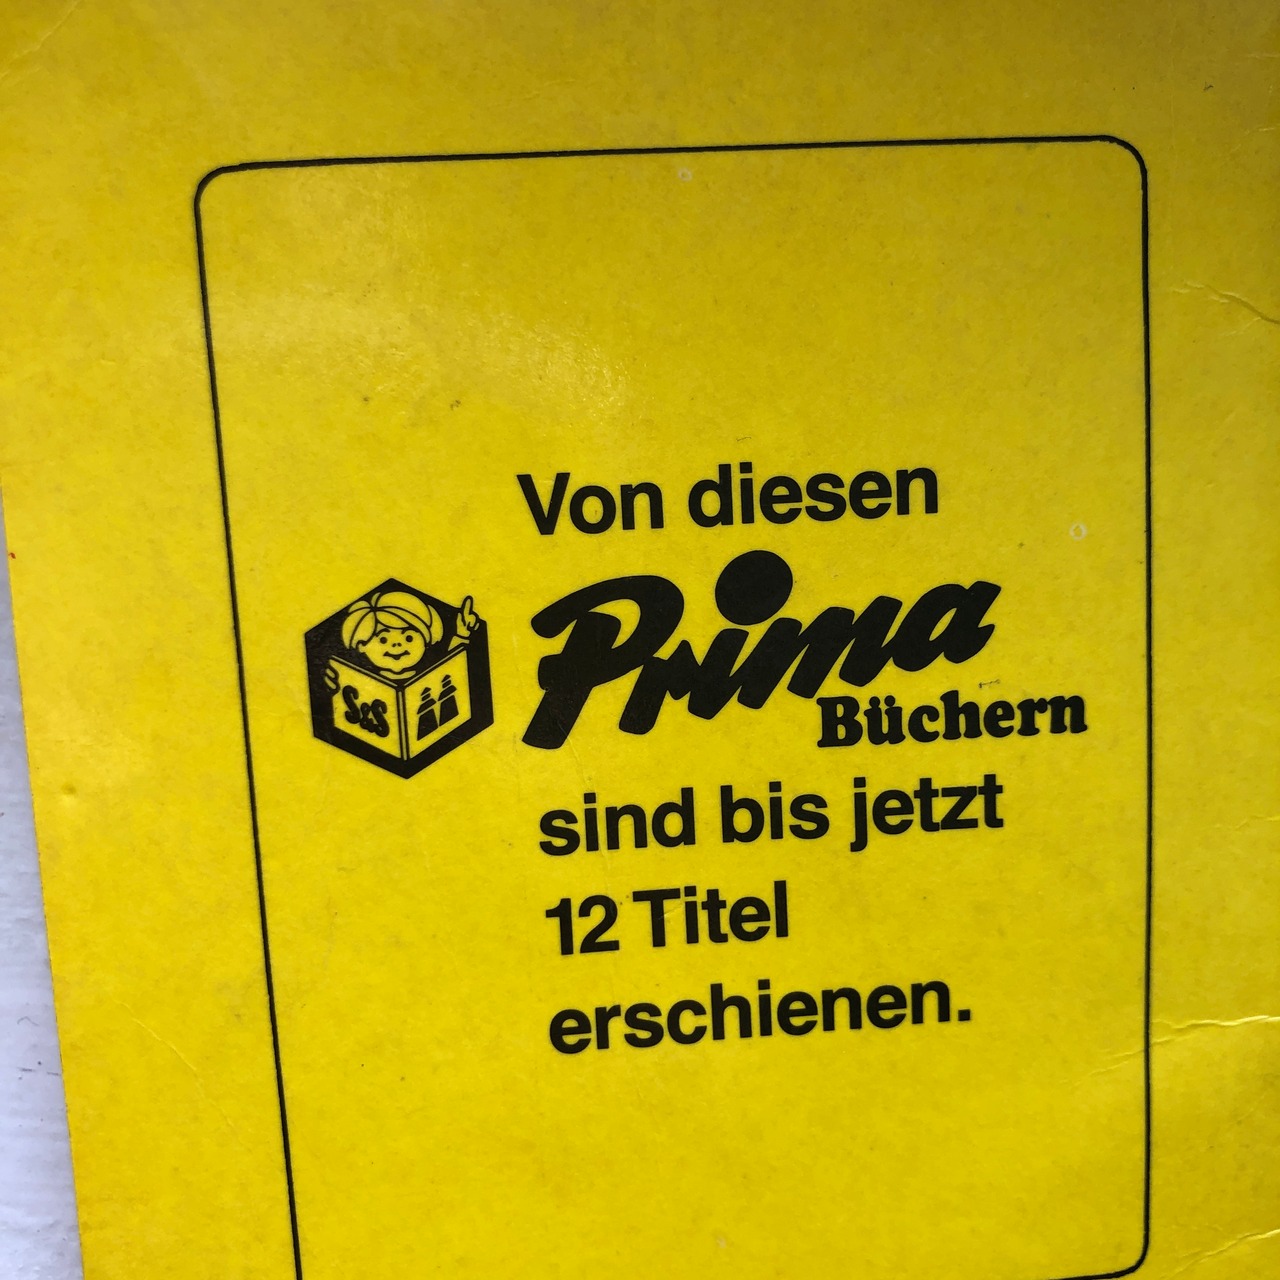 Von diesen
Prima
Büchern
S&S
sind bis jetzt
12 Titel
erschienen.